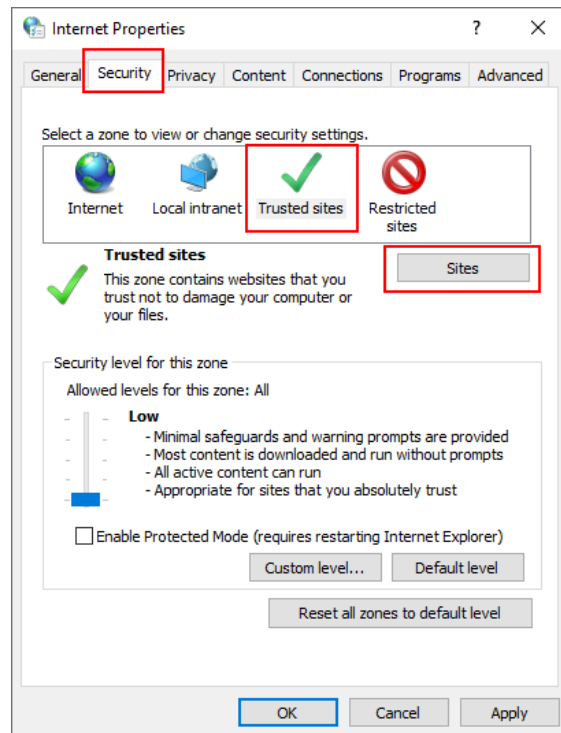 Internet Properties
?
General Security Privacy Content Connections Programs Advanced
Select a zone to view or change security settings.
Internet Local intranet Trusted sites Restricted
sites
Trusted sites
Sites
This zone contains websites that you
trust not to damage your computer or
your files.
Security level for this zone
Allowed levels for this zone: All
Low
- Minimal safeguards and warning prompts are provided
- Most content is downloaded and run without prompts
- All active content can run
- Appropriate for sites that you absolutely trust
Enable Protected Mode (requires restarting Internet Explorer)
Custom level... Default level
Reset all zones to default level
OK Cancel Apply